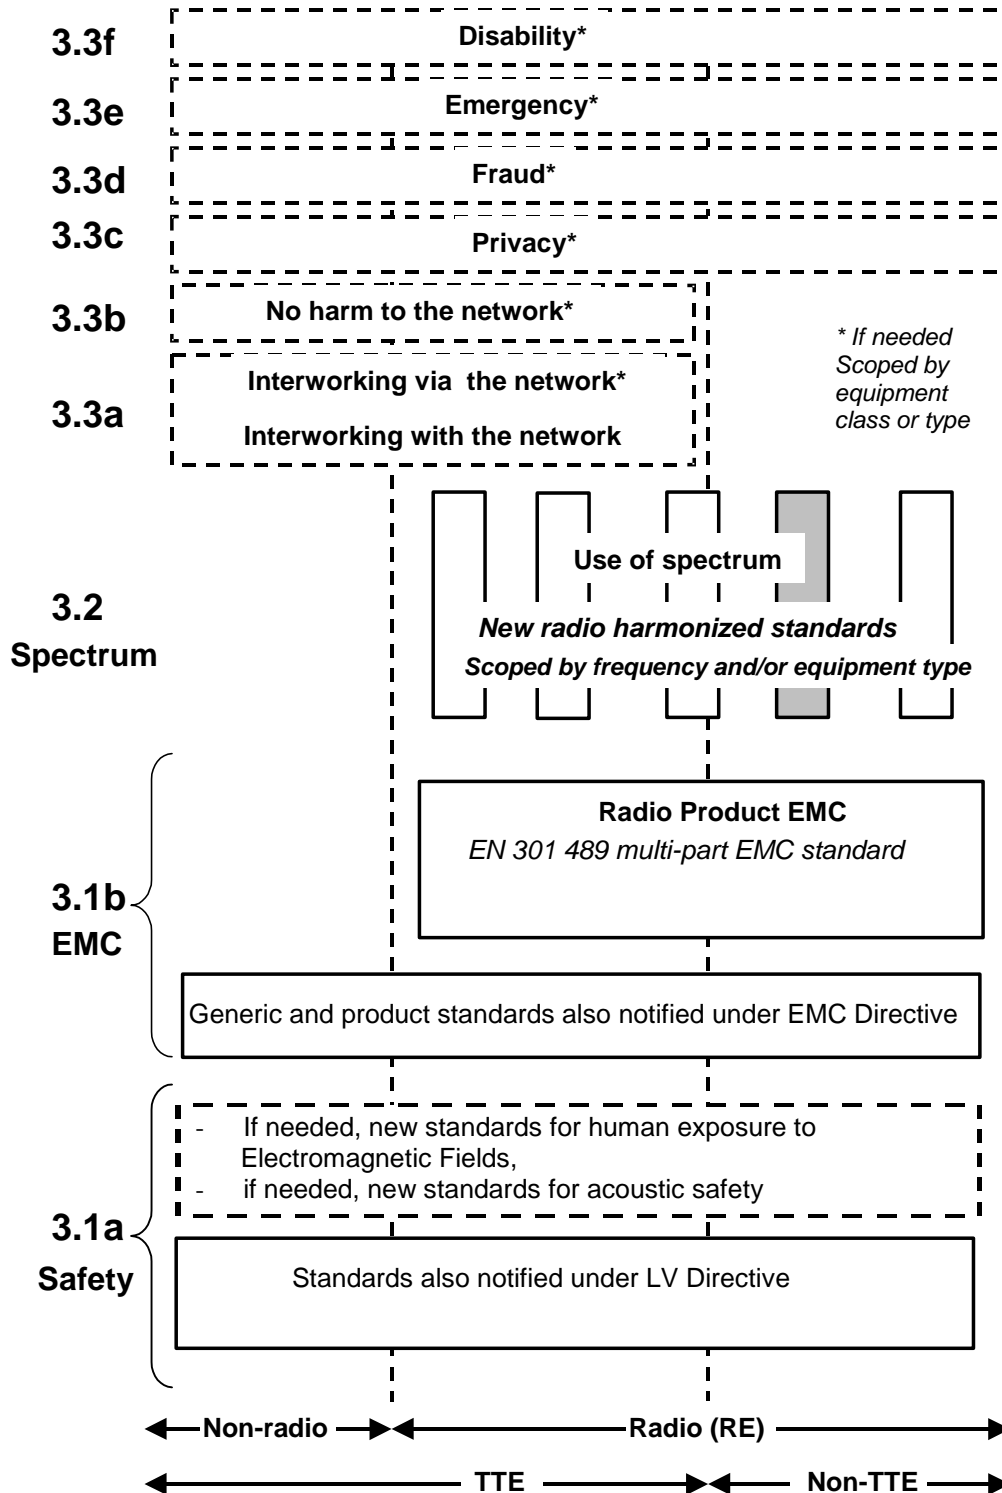 3.3f
Disability*
3.3e
Emergency*
3.3d
Fraud*
3.3c
Privacy*
3.3b
No harm to the network*
3.3a
Interworking via the network*
Interworking with the network
* If needed
Scoped by
equipment
class or type
3.2
Spectrum
Use of spectrum
New radio harmonized standards
Scoped by frequency and/or equipment type
3.1b
EMC
Radio Product EMC
EN 301 489 multi-part EMC standard
Generic and product standards also notified under EMC Directive
3.1a
Safety
- If needed, new standards for human exposure to
Electromagnetic Fields,
- if needed, new standards for acoustic safety
Standards also notified under LV Directive
Non-radio
Radio (RE)
TTE
Non-TTE